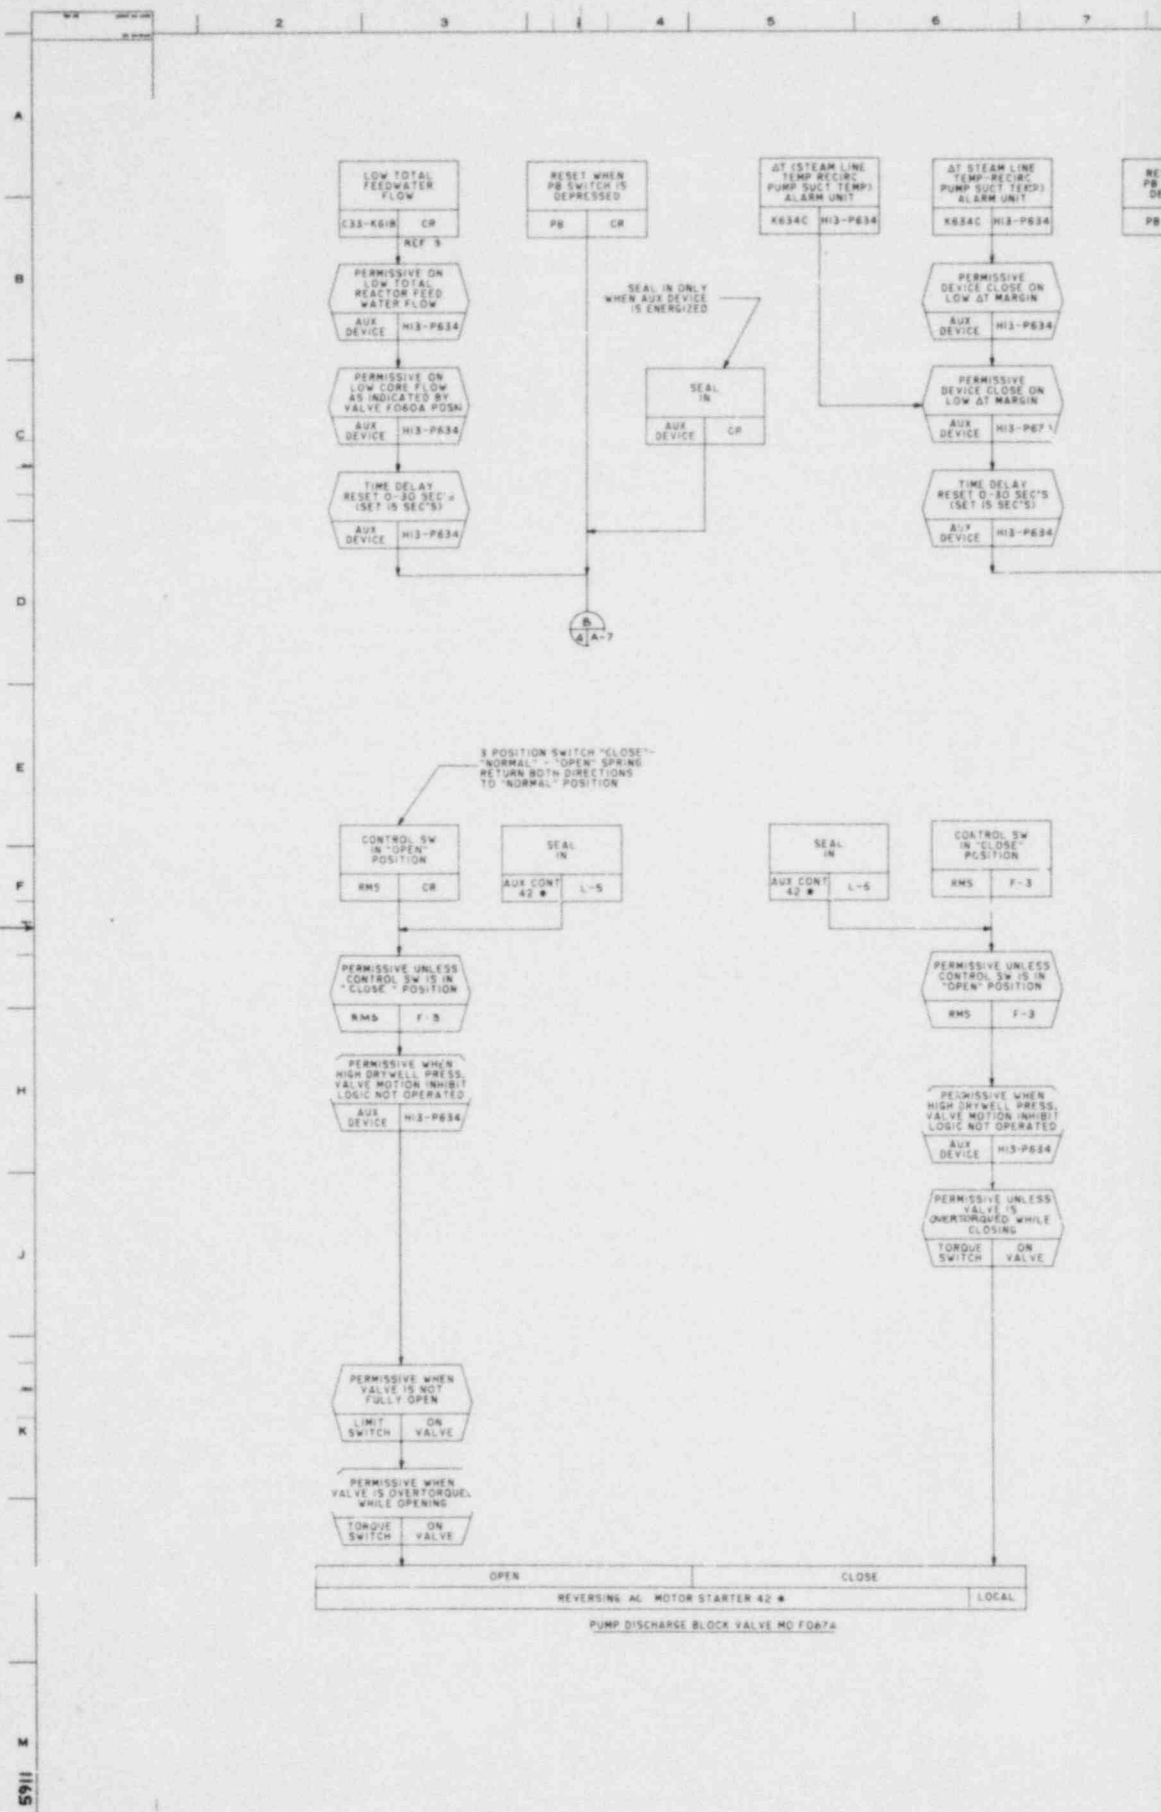 2
3
4
5
6
7
A
LOW TOTAL
FEEDWATER
FLOW
C33-K61B CR
REF 9
RESET WHEN
PB SWITCH IS
DEPRESSED
PB CR
ΔT (STEAM LINE
TEMP RECIRC
PUMP SUCT TEMP)
ALARM UNIT
K634C H13-P634
ΔT STEAM LINE
TEMP-RECIRC
PUMP SUCT TEMP)
ALARM UNIT
K634C H13-P634
RE
PB
DE
PB
B
PERMISSIVE ON
LOW TOTAL
REACTOR FEED
WATER FLOW
AUX
DEVICE H13-P634
SEAL IN ONLY
WHEN AUX DEVICE
IS ENERGIZED
PERMISSIVE
DEVICE CLOSE ON
LOW ΔT MARGIN
AUX
DEVICE H13-P634
C
PERMISSIVE ON
LOW CORE FLOW
AS INDICATED BY
VALVE F060A POSN
AUX
DEVICE H13-P634
SEAL
IN
AUX
DEVICE CP
PERMISSIVE
DEVICE CLOSE ON
LOW ΔT MARGIN
AUX
DEVICE
TIME DELAY
RESET 0-30 SEC'S
(SET 15 SEC'S)
AUX
DEVICE H13-P634
TIME DELAY
RESET 0-30 SEC'S
(SET 15 SEC'S)
AUX
DEVICE H13-P634
D
B
4 A-7
E
3 POSITION SWITCH "CLOSE"-
"NORMAL" - "OPEN" SPRING
RETURN BOTH DIRECTIONS
TO "NORMAL" POSITION
F
CONTROL SW
IN "OPEN"
POSITION
RMS CR
SEAL
IN
AUX CONT
42 * L-5
SEAL
IN
AUX CONT
42 * L-6
CONTROL SW
IN "CLOSE"
POSITION
RMS F-3
PERMISSIVE UNLESS
CONTROL SW IS IN
"CLOSE" POSITION
RMS F-3
PERMISSIVE UNLESS
CONTROL SW IS IN
"OPEN" POSITION
RMS F-3
H
PERMISSIVE WHEN
HIGH DRYWELL PRESS.
VALVE MOTION INHIBIT
LOGIC NOT OPERATED
AUX
DEVICE H13-P634
PERMISSIVE WHEN
HIGH DRYWELL PRESS.
VALVE MOTION INHIBIT
LOGIC NOT OPERATED
AUX
DEVICE H13-P634
J
PERMISSIVE UNLESS
VALVE IS
OVERTORQUED WHILE
CLOSING
TORQUE
SWITCH ON
VALVE
K
PERMISSIVE WHEN
VALVE IS NOT
FULLY OPEN
LIMIT
SWITCH ON
VALVE
PERMISSIVE WHEN
VALVE IS OVERTORQUE
WHILE OPENING
TORQUE
SWITCH ON
VALVE
OPEN CLOSE
REVERSING AC MOTOR STARTER 42 * LOCAL
PUMP DISCHARGE BLOCK VALVE MO F067A
M
5911